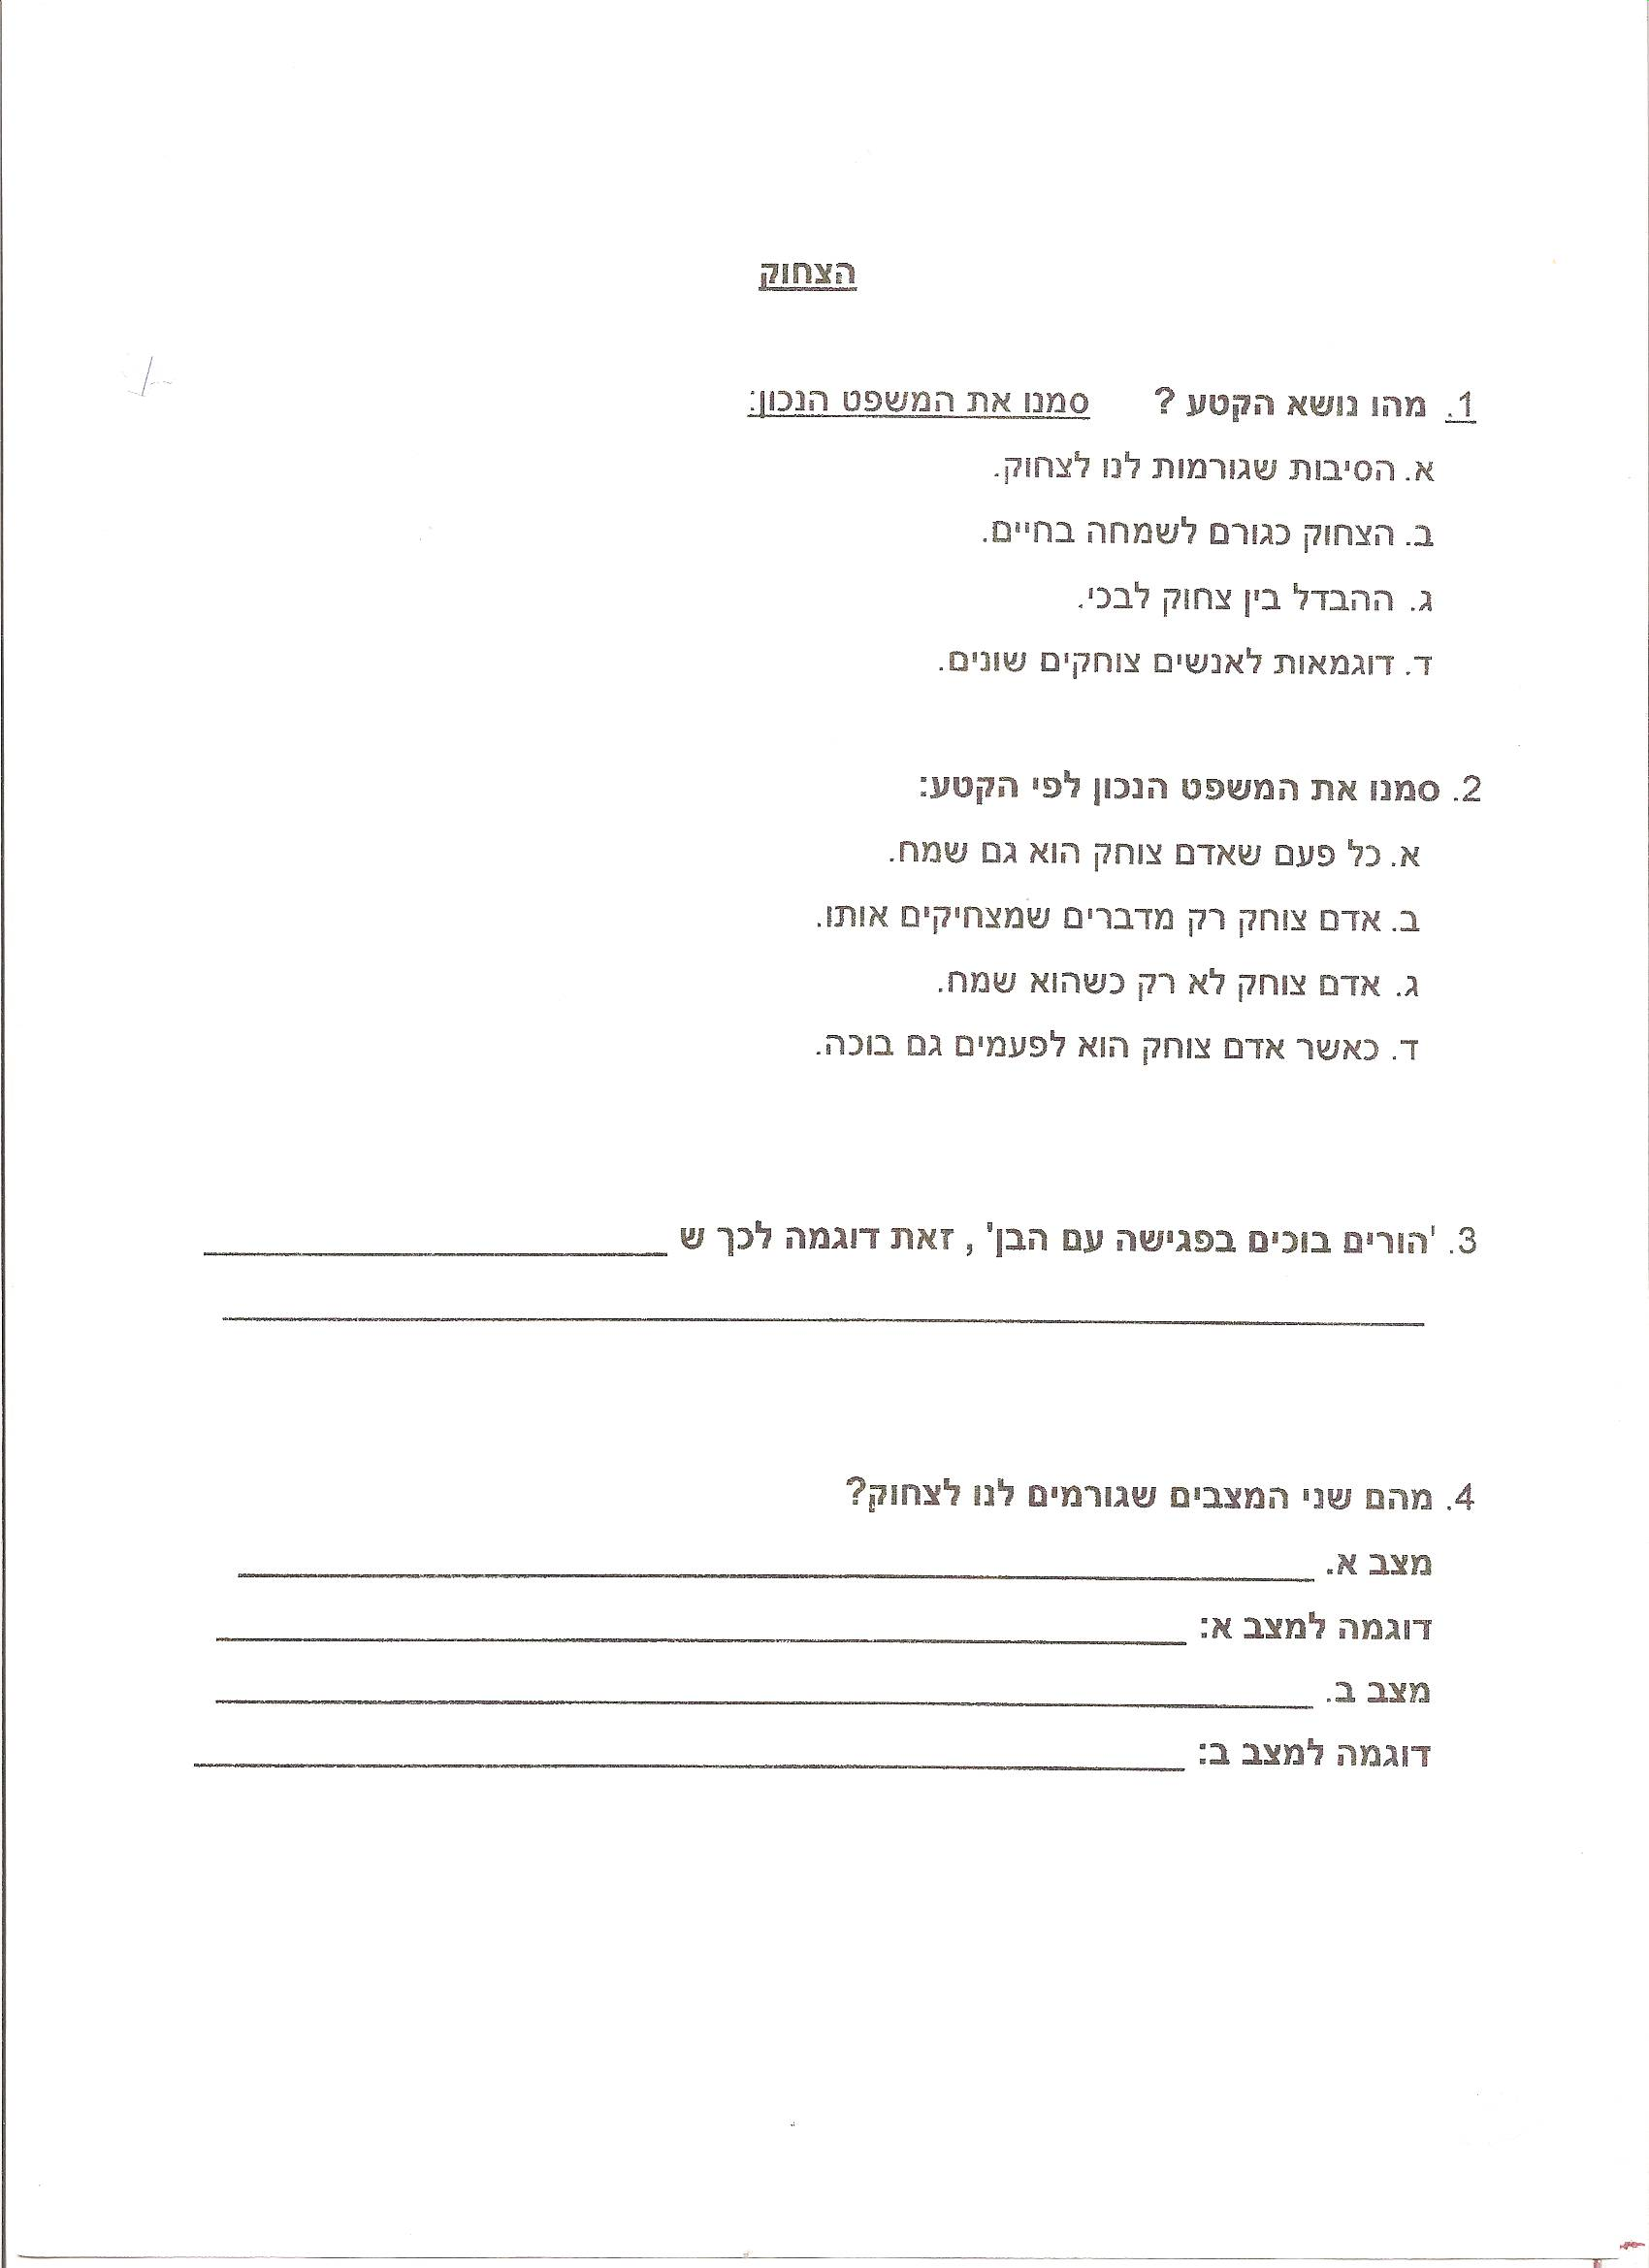 הצחוק
1. מהו נושא הקטע ? סמנו את המשפט הנכון:
א. הסיבות שגורמות לנו לצחוק.
ב. הצחוק כגורם לשמחה בחיים.
ג. ההבדל בין צחוק לבכי.
ד. דוגמאות לאנשים צוחקים שונים.
2. סמנו את המשפט הנכון לפי הקטע:
א. כל פעם שאדם צוחק הוא גם שמח.
ב. אדם צוחק רק מדברים שמצחיקים אותו.
ג. אדם צוחק לא רק כשהוא שמח.
ד. כאשר אדם צוחק הוא לפעמים גם בוכה.
3. 'הורים בוכים בפגישה עם הבן' , זאת דוגמה לכך ש
4. מהם שני המצבים שגורמים לנו לצחוק?
מצב א.
דוגמה למצב א:
מצב ב.
דוגמה למצב ב: